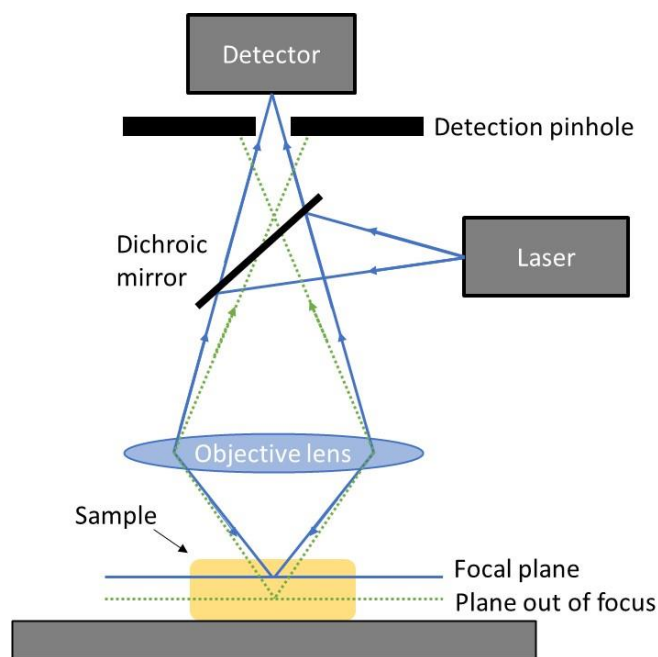 Detector
Detection pinhole
Dichroic
mirror
Laser
Objective lens
Sample
Focal plane
Plane out of focus